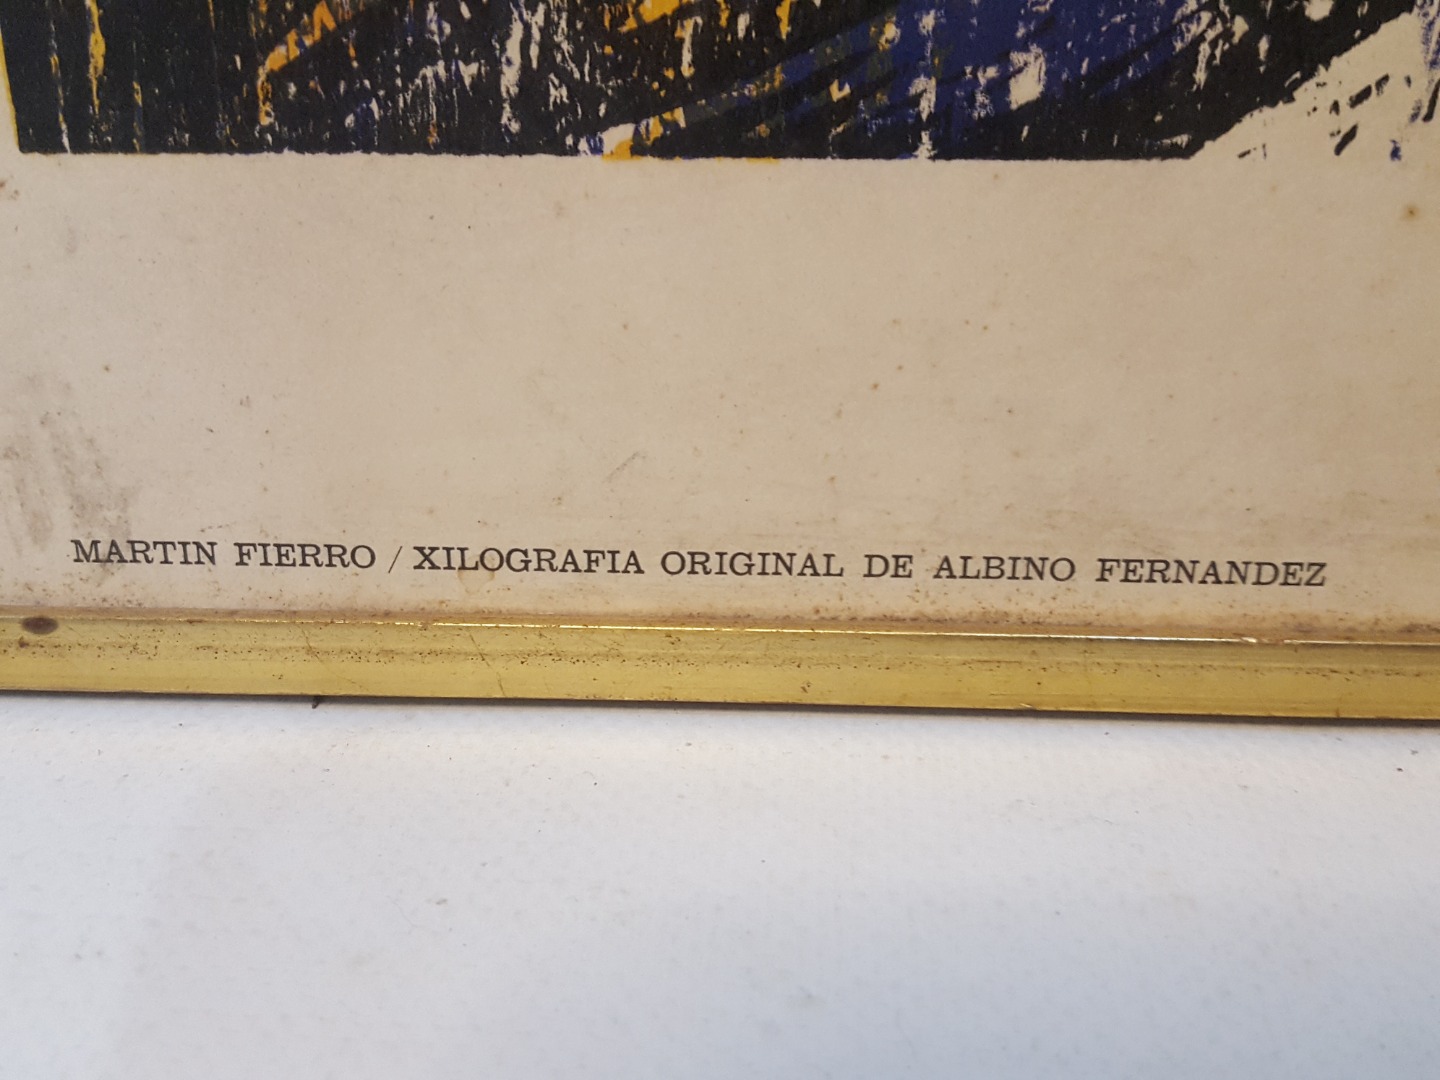 MARTIN FIERRO / XILOGRAFIA ORIGINAL DE ALBINO FERNANDEZ